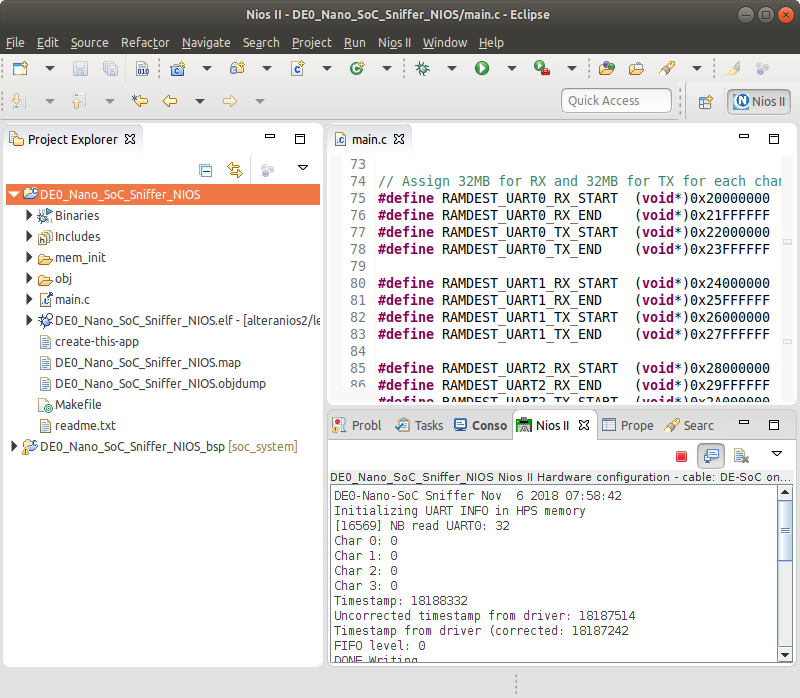 Nios II - DE0_Nano_SoC_Sniffer_NIOS/main.c - Eclipse
File Edit Source Refactor Navigate Search Project Run Nios II Window Help
010
Quick Access
Nios II
Project Explorer
DE0_Nano_SoC_Sniffer_NIOS
Binaries
Includes
mem_init
obj
main.c
DE0_Nano_SoC_Sniffer_NIOS.elf - [alteranios2/le
create-this-app
DE0_Nano_SoC_Sniffer_NIOS.map
DE0_Nano_SoC_Sniffer_NIOS.objdump
Makefile
readme.txt
DE0_Nano_SoC_Sniffer_NIOS_bsp [soc_system]
main.c
73
74 // Assign 32MB for RX and 32MB for TX for each chan
75 #define RAMDEST_UART0_RX_START (void*)0x20000000
76 #define RAMDEST_UART0_RX_END (void*)0x21FFFFFF
77 #define RAMDEST_UART0_TX_START (void*)0x22000000
78 #define RAMDEST_UART0_TX_END (void*)0x23FFFFFF
79
80 #define RAMDEST_UART1_RX_START (void*)0x24000000
81 #define RAMDEST_UART1_RX_END (void*)0x25FFFFFF
82 #define RAMDEST_UART1_TX_START (void*)0x26000000
83 #define RAMDEST_UART1_TX_END (void*)0x27FFFFFF
84
85 #define RAMDEST_UART2_RX_START (void*)0x28000000
86 #define RAMDEST_UART2_RX_END (void*)0x29FFFFFF
#define RAMDEST_UART2_TX_START (void*)0x2A000000
Probl Tasks Conso Nios II Prope Searc
DE0_Nano_SoC_Sniffer_NIOS Nios II Hardware configuration - cable: DE-SoC on...
DE0-Nano-SoC Sniffer Nov 6 2018 07:58:42
Initializing UART INFO in HPS memory
[16569] NB read UART0: 32
Char 0: 0
Char 1: 0
Char 2: 0
Char 3: 0
Timestamp: 18188332
Uncorrected timestamp from driver: 18187514
Timestamp from driver (corrected: 18187242
FIFO level: 0
DONE Writing